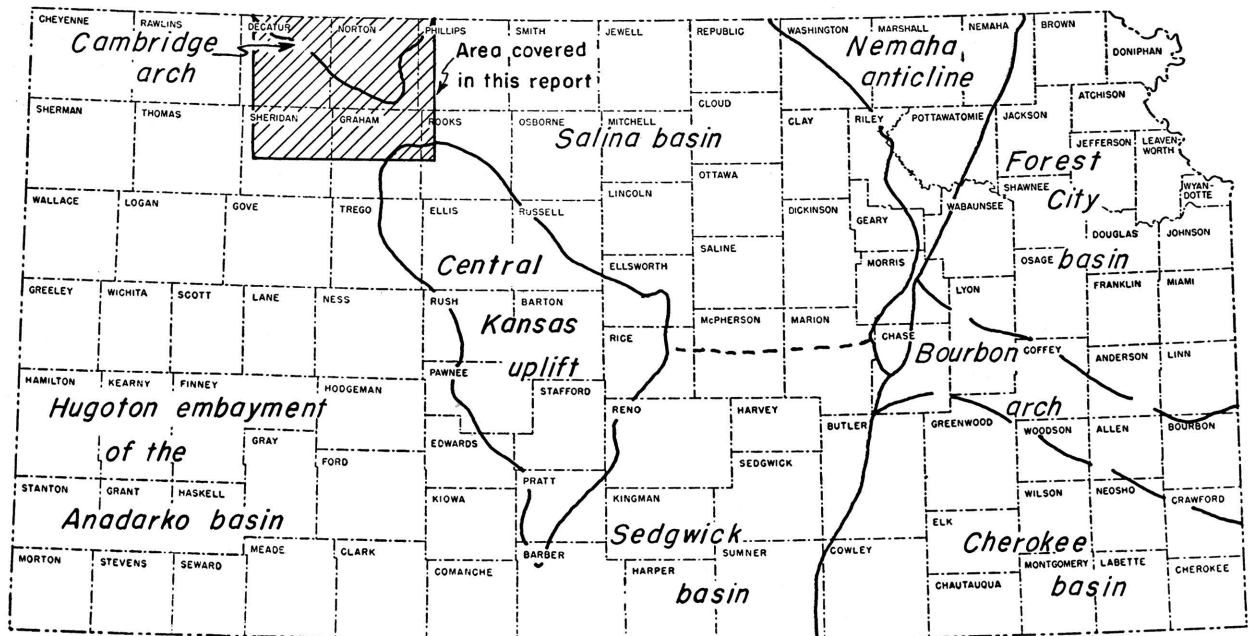 CHEYENNE
RAWLINS
DECATUR
NORTON
PHILLIPS
SMITH
JEWELL
REPUBLIC
WASHINGTON
MARSHALL
NEMAHA
BROWN
DONIPHAN
Cambridge
arch
Area covered
in this report
Nemaha
anticline
ATCHISON
SHERMAN
THOMAS
SHERIDAN
GRAHAM
ROOKS
OSBORNE
MITCHELL
CLOUD
CLAY
RILEY
POTTAWATOMIE
JACKSON
JEFFERSON
LEAVEN-
WORTH
Salina basin
Forest
City
basin
OTTAWA
SHAWNEE
WYAN-
DOTTE
WALLACE
LOGAN
GOVE
TREGO
ELLIS
RUSSELL
LINCOLN
DICKINSON
GEARY
WABAUNSEE
DOUGLAS
JOHNSON
SALINE
MORRIS
OSAGE
Central
Kansas
uplift
ELLSWORTH
GREELEY
WICHITA
SCOTT
LANE
NESS
RUSH
BARTON
LYON
FRANKLIN
MIAMI
RICE
McPHERSON
MARION
CHASE
Bourbon
arch
COFFEY
ANDERSON
LINN
HAMILTON
KEARNY
FINNEY
HODGEMAN
PAWNEE
STAFFORD
Hugoton embayment
of the
Anadarko basin
RENO
HARVEY
BUTLER
GREENWOOD
WOODSON
ALLEN
BOURBON
GRAY
FORD
EDWARDS
PRATT
SEDGWICK
STANTON
GRANT
HASKELL
KIOWA
KINGMAN
WILSON
NEOSHO
CRAWFORD
Sedgwick
basin
ELK
Cherokee
basin
MORTON
STEVENS
SEWARD
MEADE
CLARK
COMANCHE
BARBER
HARPER
SUMNER
COWLEY
CHAUTAUQUA
MONTGOMERY
LABETTE
CHEROKEE